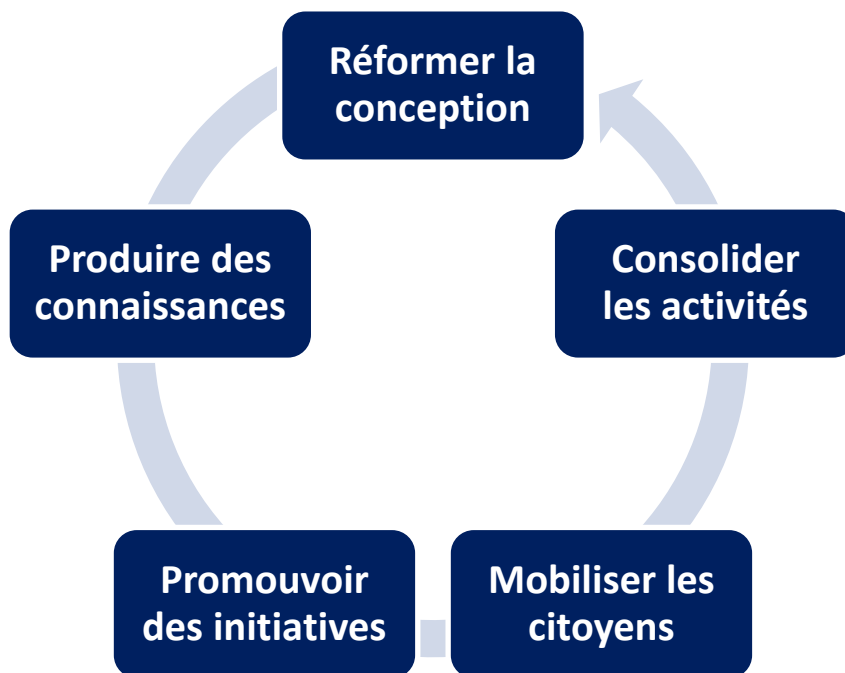 Réformer la
conception
Produire des
connaissances
Consolider
les activités
Promouvoir
des initiatives
Mobiliser les
citoyens